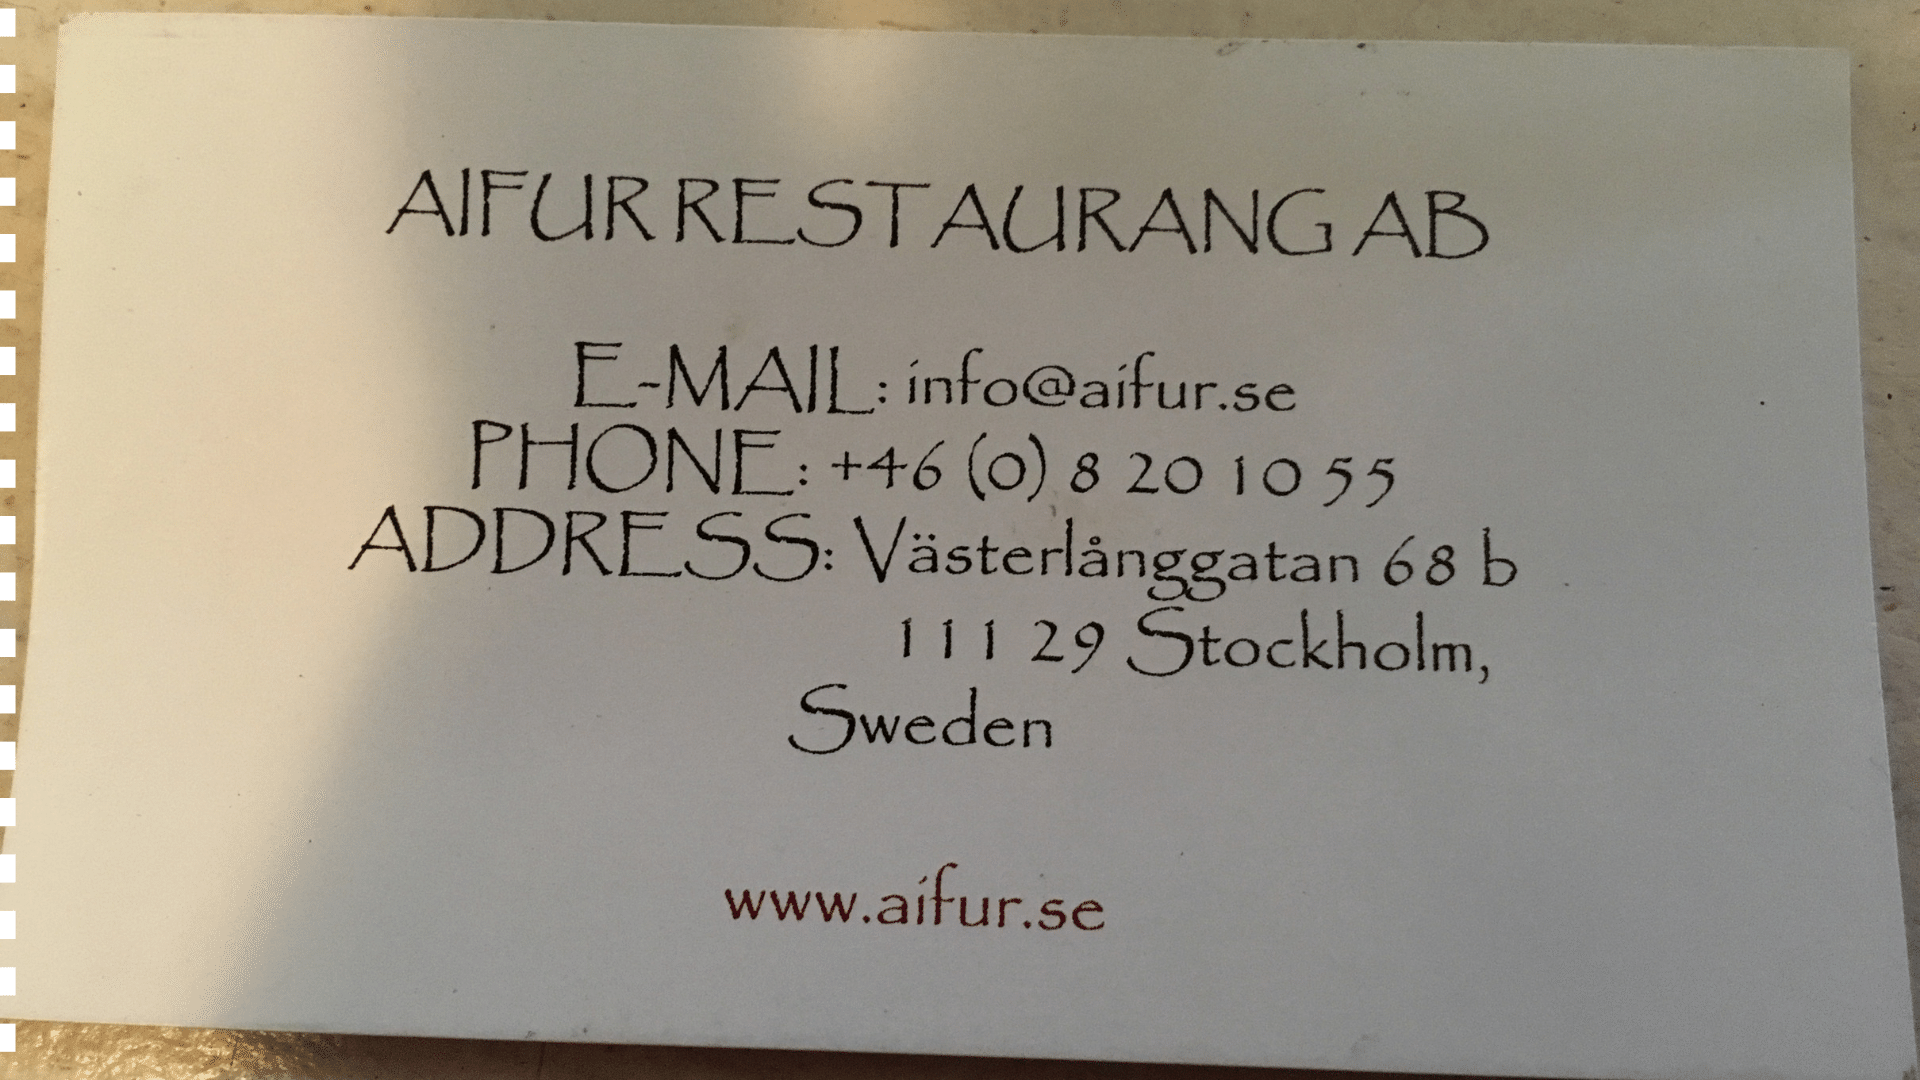 AIFUR RESTAURANG AB
E-MAIL: info@aifur.se
PHONE: +46 (0) 8 20 10 55
ADDRESS: Västerlånggatan 68 b
111 29 Stockholm,
Sweden
www.aifur.se